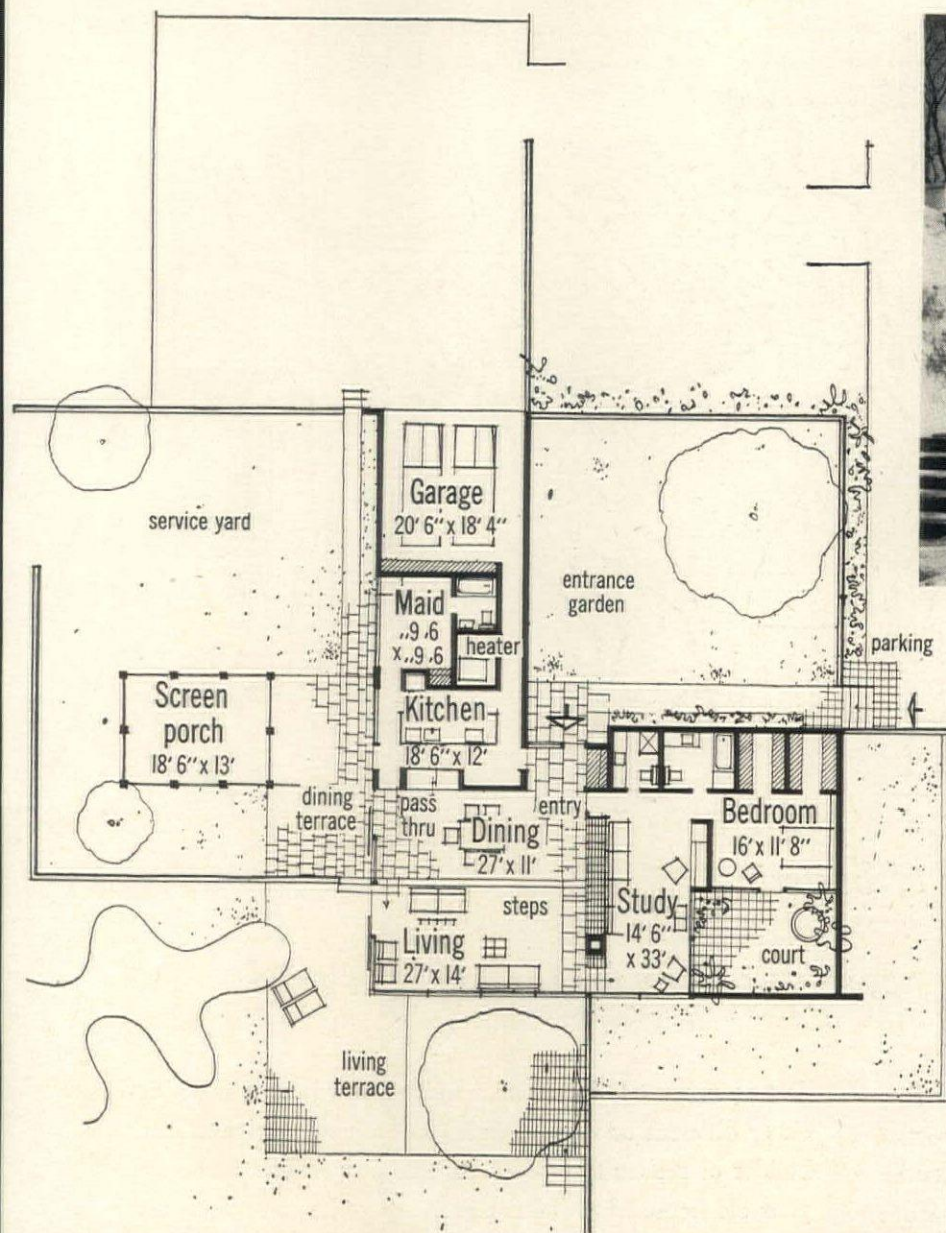 Garage
20' 6" x 18' 4"
service yard
entrance
garden
Maid
„9 ‚6
x „9 ‚6
heater
parking
Screen
porch
18' 6" x 13'
Kitchen
18' 6" x 12'
dining
terrace
pass
thru
entry
Dining
27' x 11'
Bedroom
16' x 11' 8"
steps
Study
14' 6"
x 33'
Living
27' x 14'
court
living
terrace